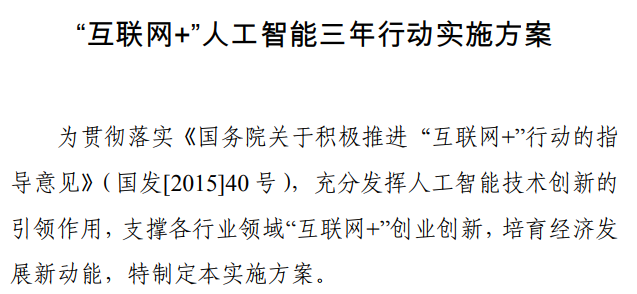 “互联网+”人工智能三年行动实施方案
为贯彻落实《国务院关于积极推进“互联网+”行动的指
导意见》（国发[2015]40 号），充分发挥人工智能技术创新的
引领作用，支撑各行业领域“互联网+”创业创新，培育经济发
展新动能，特制定本实施方案。